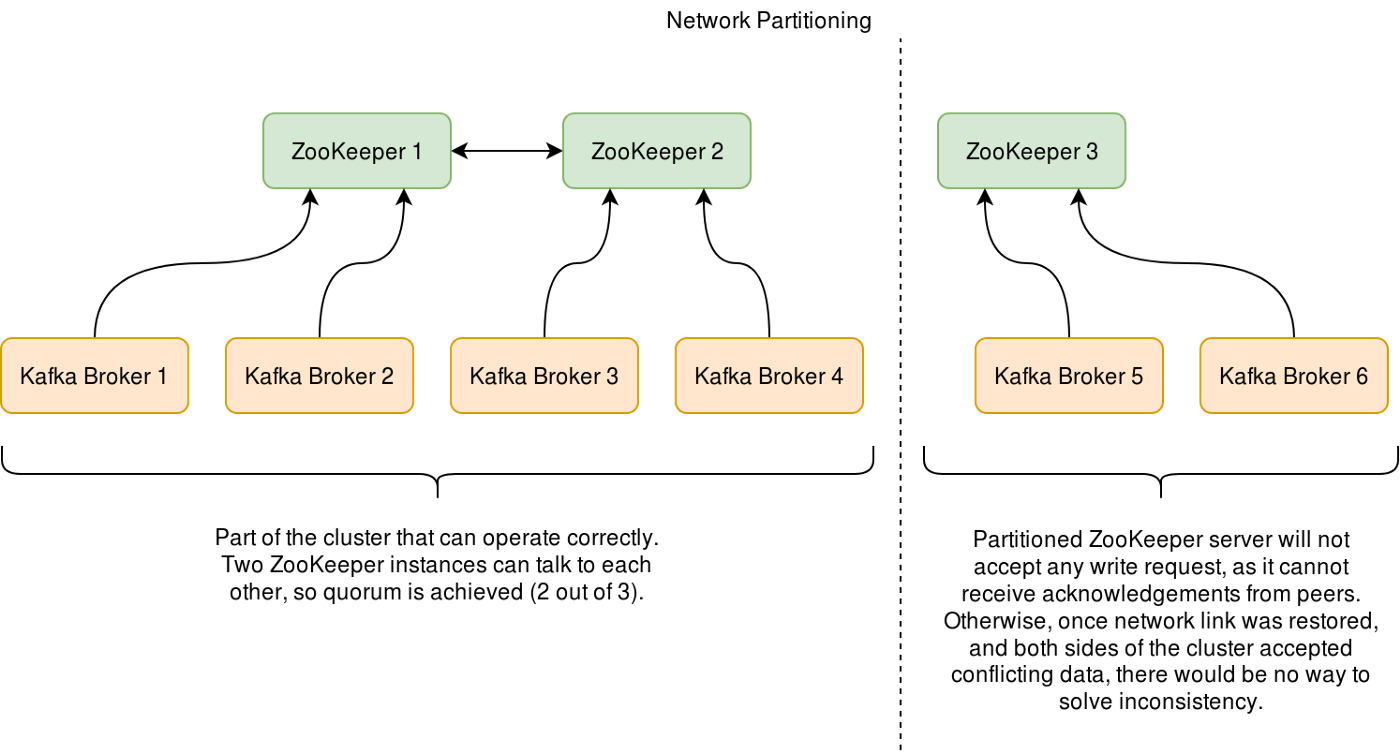 Network Partitioning
ZooKeeper 1
ZooKeeper 2
ZooKeeper 3
Kafka Broker 1
Kafka Broker 2
Kafka Broker 3
Kafka Broker 4
Kafka Broker 5
Kafka Broker 6
Part of the cluster that can operate correctly.
Two ZooKeeper instances can talk to each
other, so quorum is achieved (2 out of 3).
Partitioned ZooKeeper server will not
accept any write request, as it cannot
receive acknowledgements from peers.
Otherwise, once network link was restored,
and both sides of the cluster accepted
conflicting data, there would be no way to
solve inconsistency.